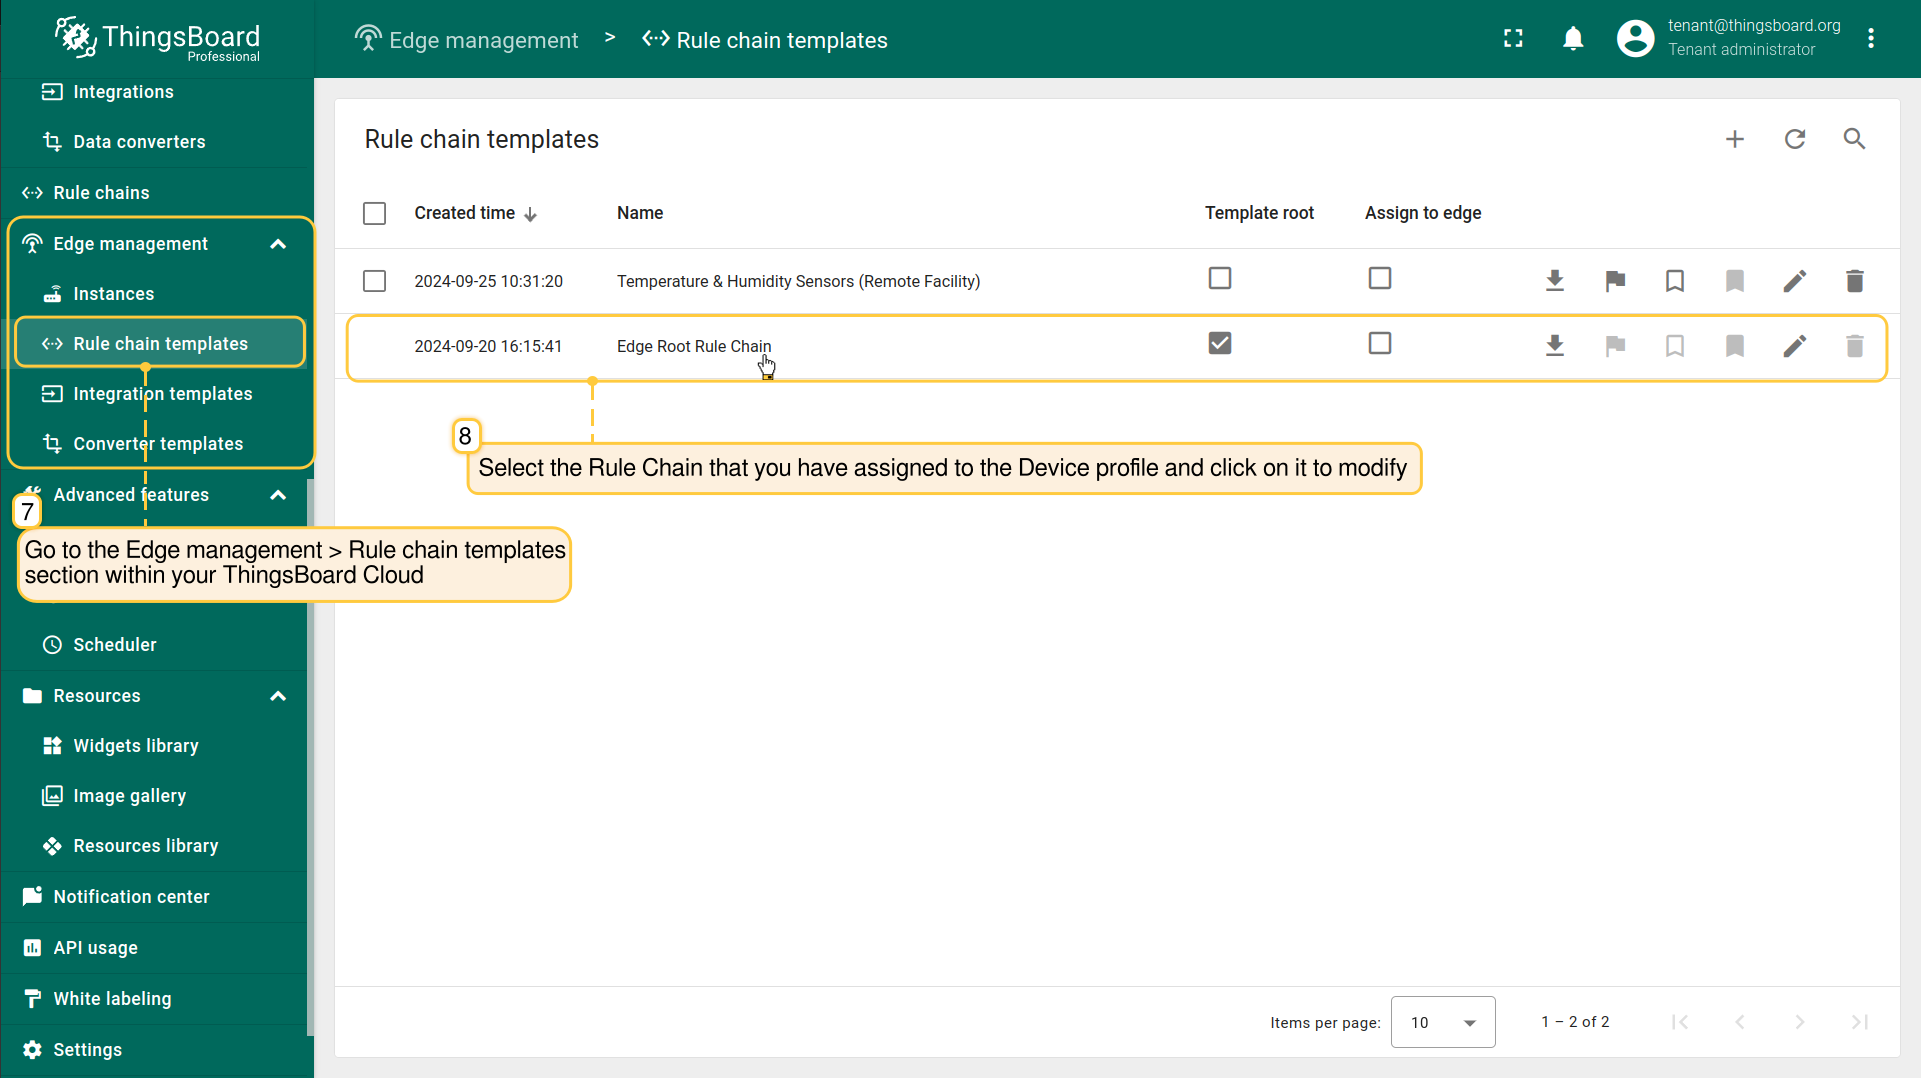 ThingsBoard
Professional
Edge management > Rule chain templates
tenant@thingsboard.org
Tenant administrator
Integrations
Data converters
Rule chains
Edge management
Instances
Rule chain templates
Integration templates
Converter templates
Advanced features
7
Go to the Edge management > Rule chain templates
section within your ThingsBoard Cloud
Scheduler
Resources
Widgets library
Image gallery
Resources library
Notification center
API usage
White labeling
Settings
Rule chain templates
Created time Name Template root Assign to edge
2024-09-25 10:31:20 Temperature & Humidity Sensors (Remote Facility)
2024-09-20 16:15:41 Edge Root Rule Chain
8
Select the Rule Chain that you have assigned to the Device profile and click on it to modify
Items per page: 10 1 – 2 of 2